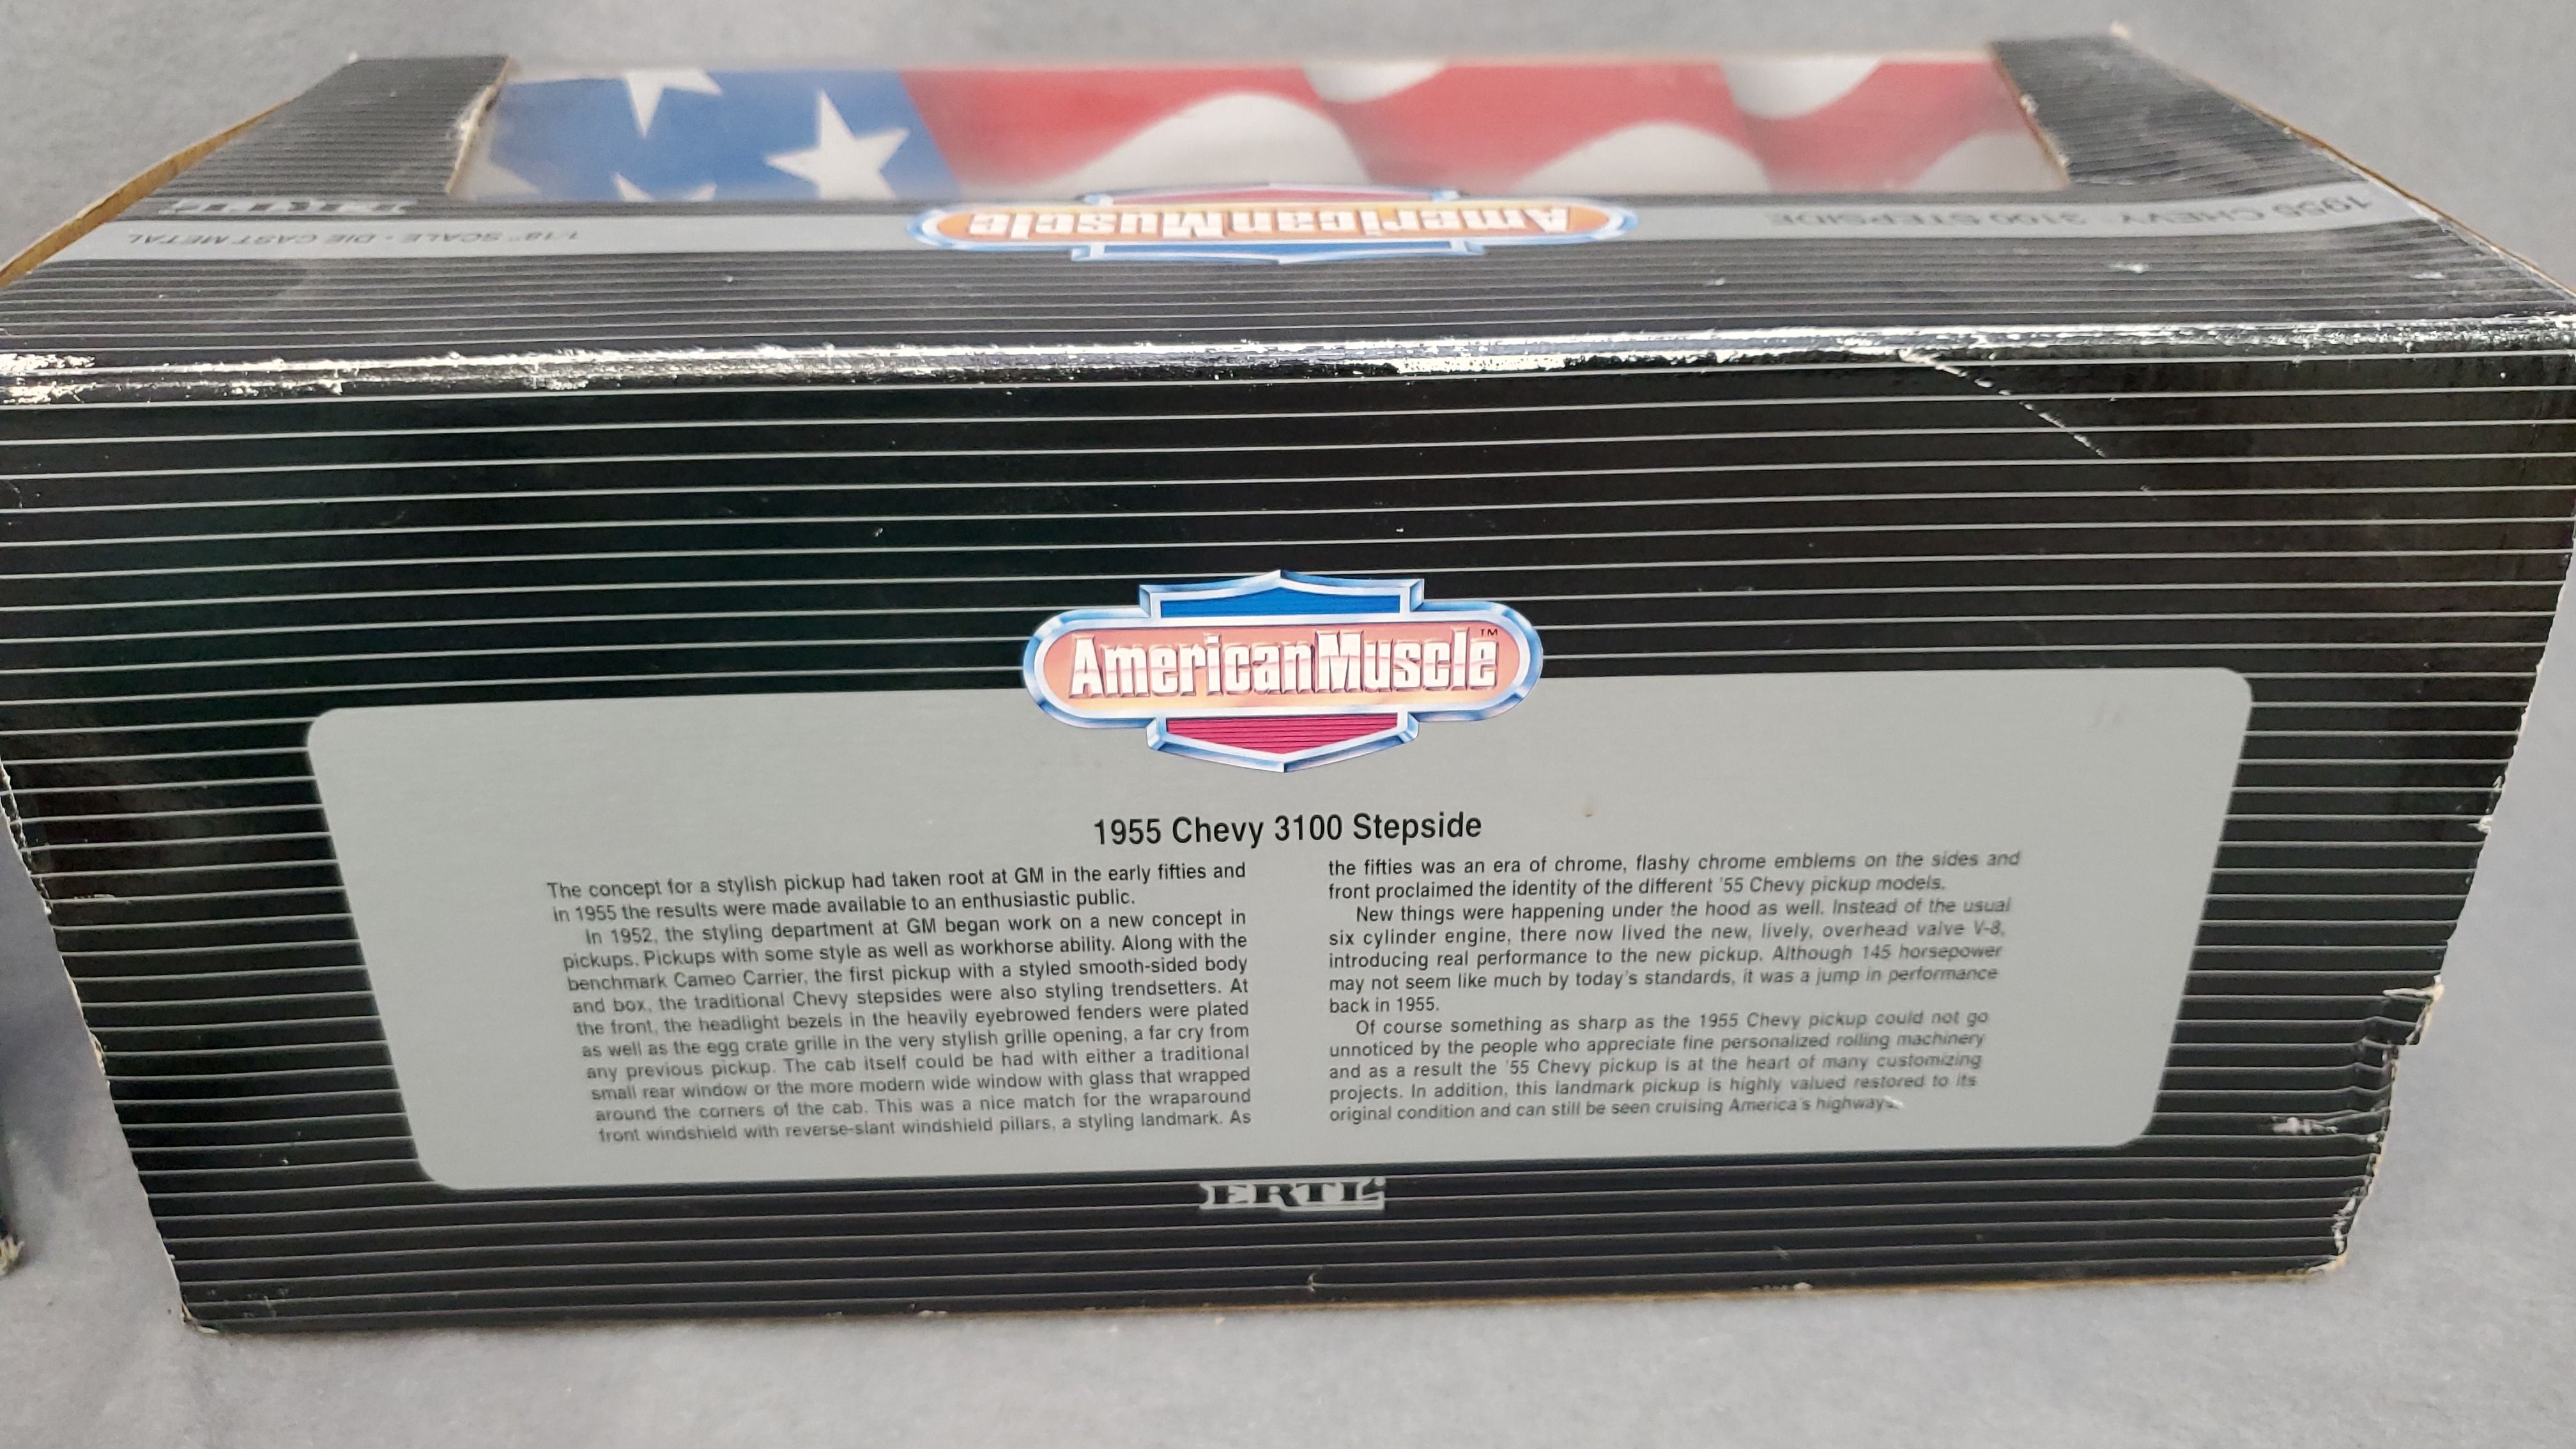 ERTL
1/18" SCALE - DIE CAST METAL
AmericanMuscle
1955 CHEVY 3100 STEPSIDE
AmericanMuscle™
1955 Chevy 3100 Stepside
The concept for a stylish pickup had taken root at GM in the early fifties and
in 1955 the results were made available to an enthusiastic public.
In 1952, the styling department at GM began work on a new concept in
pickups. Pickups with some style as well as workhorse ability. Along with the
benchmark Cameo Carrier, the first pickup with a styled smooth-sided body
and box, the traditional Chevy stepsides were also styling trendsetters. At
the front, the headlight bezels in the heavily eyebrowed fenders were plated
as well as the egg crate grille in the very stylish grille opening, a far cry from
any previous pickup. The cab itself could be had with either a traditional
small rear window or the more modern wide window with glass that wrapped
around the corners of the cab. This was a nice match for the wraparound
front windshield with reverse-slant windshield pillars, a styling landmark. As
the fifties was an era of chrome, flashy chrome emblems on the sides and
front proclaimed the identity of the different '55 Chevy pickup models.
New things were happening under the hood as well. Instead of the usual
six cylinder engine, there now lived the new, lively, overhead valve V-8,
introducing real performance to the new pickup. Although 145 horsepower
may not seem like much by today's standards, it was a jump in performance
back in 1955.
Of course something as sharp as the 1955 Chevy pickup could not go
unnoticed by the people who appreciate fine personalized rolling machinery
and as a result the '55 Chevy pickup is at the heart of many customizing
projects. In addition, this landmark pickup is highly valued restored to its
original condition and can still be seen cruising America's highways.
ERTL